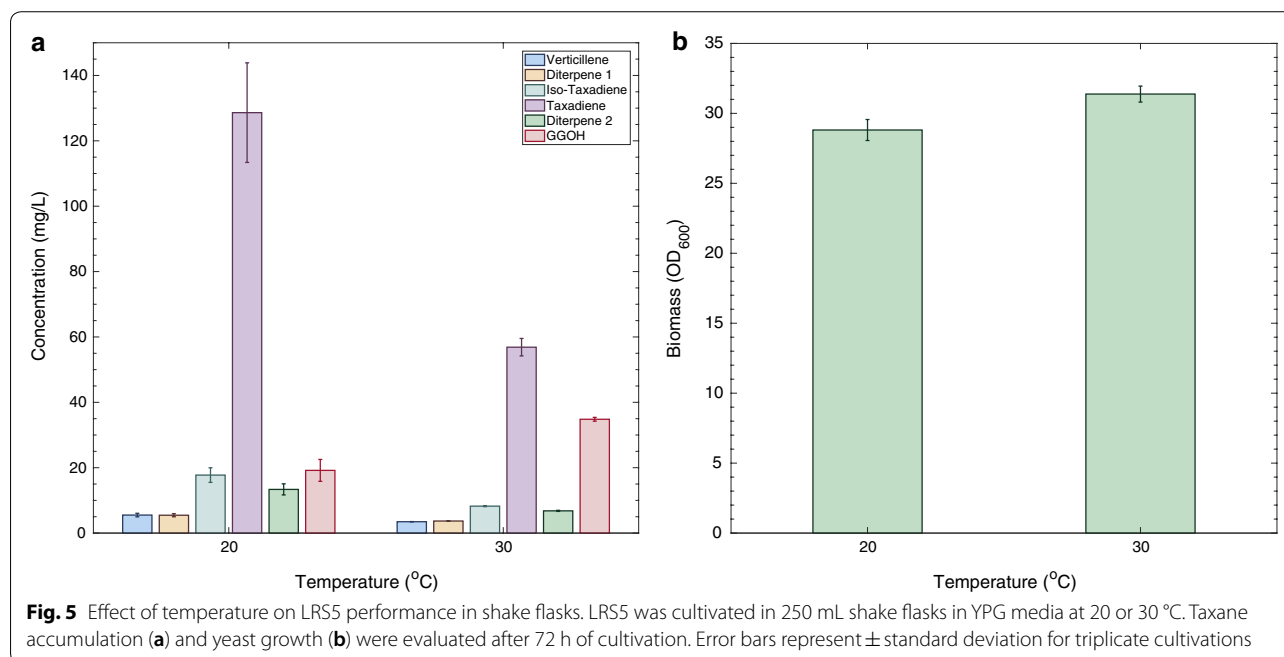 a
140
120
100
80
60
40
20
0
Concentration (mg/L)
Verticillene
Diterpene 1
Iso-Taxadiene
Taxadiene
Diterpene 2
GGOH
20 30
Temperature (°C)
b
35
30
25
20
15
10
5
0
Biomass (OD600)
20 30
Temperature (°C)
Fig. 5 Effect of temperature on LRS5 performance in shake flasks. LRS5 was cultivated in 250 mL shake flasks in YPG media at 20 or 30 °C. Taxane
accumulation (a) and yeast growth (b) were evaluated after 72 h of cultivation. Error bars represent ± standard deviation for triplicate cultivations